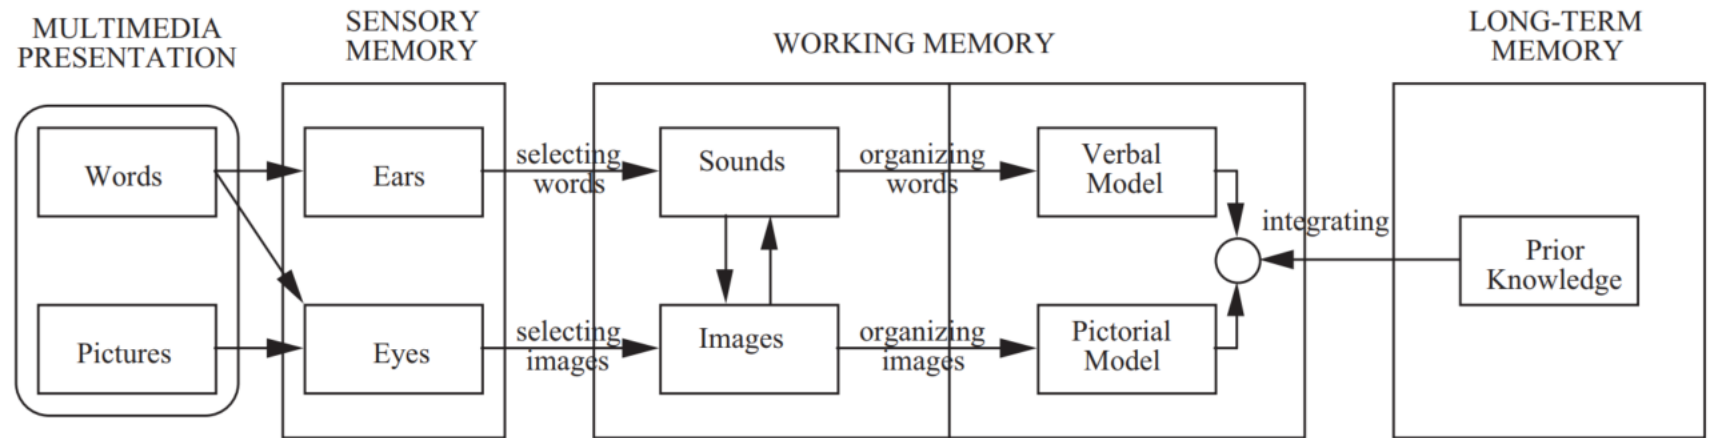 MULTIMEDIA
PRESENTATION
SENSORY
MEMORY
WORKING MEMORY
LONG-TERM
MEMORY
Words
Pictures
Ears
Eyes
selecting
words
selecting
images
Sounds
Images
organizing
words
organizing
images
Verbal
Model
Pictorial
Model
integrating
Prior
Knowledge